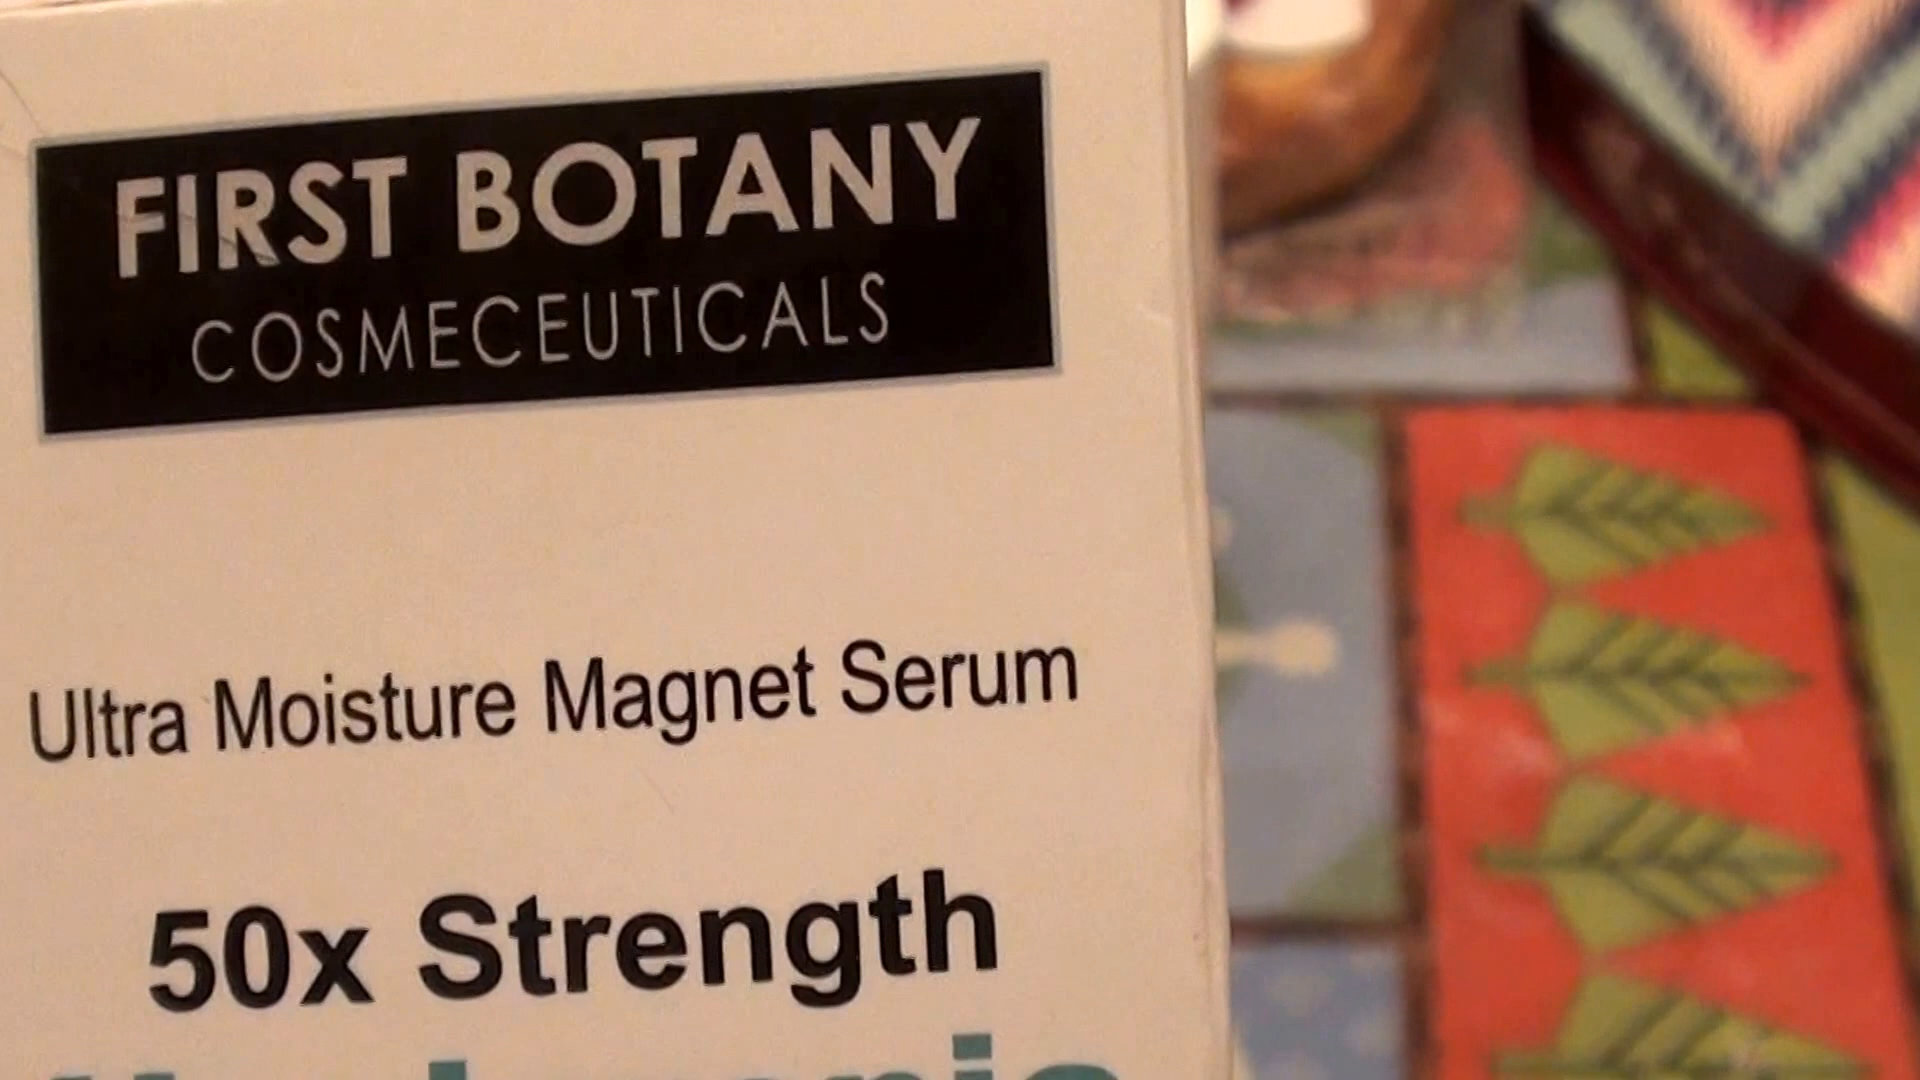 FIRST BOTANY
COSMECEUTICALS
Ultra Moisture Magnet Serum
50x Strength